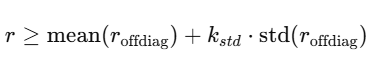 r ≥ mean(r_offdiag) + k_std · std(r_offdiag)